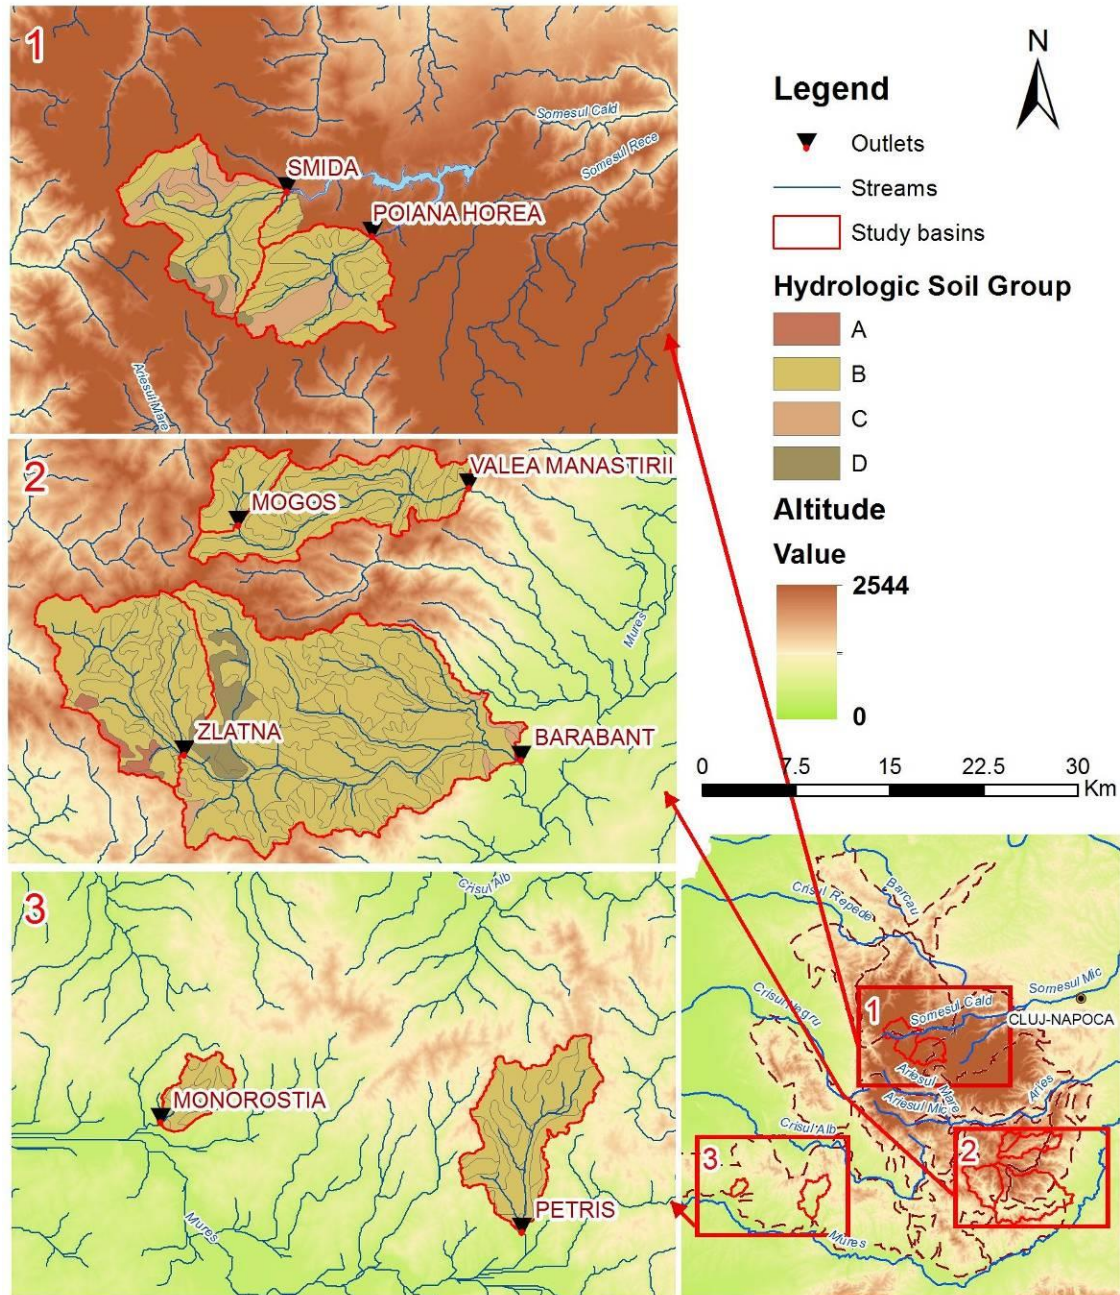 1
Somesul Cald
Somesul Rece
SMIDA
POIANA HOREA
Ariesul Mare
2
VALEA MANASTIRII
MOGOS
Mures
ZLATNA
BARABANT
3
Crisul Alb
MONOROSTIA
PETRIS
Mures
N
Legend
Outlets
Streams
Study basins
Hydrologic Soil Group
A
B
C
D
Altitude
Value
2544
0
0 7.5 15 22.5 30
Km
Barcau
Crisul Repede
Crisul Negru
1
Somesul Cald
Somesul Mic
CLUJ-NAPOCA
Ariesul Mare
Ariesul Mic
Aries
Crisul Alb
3
2
Mures